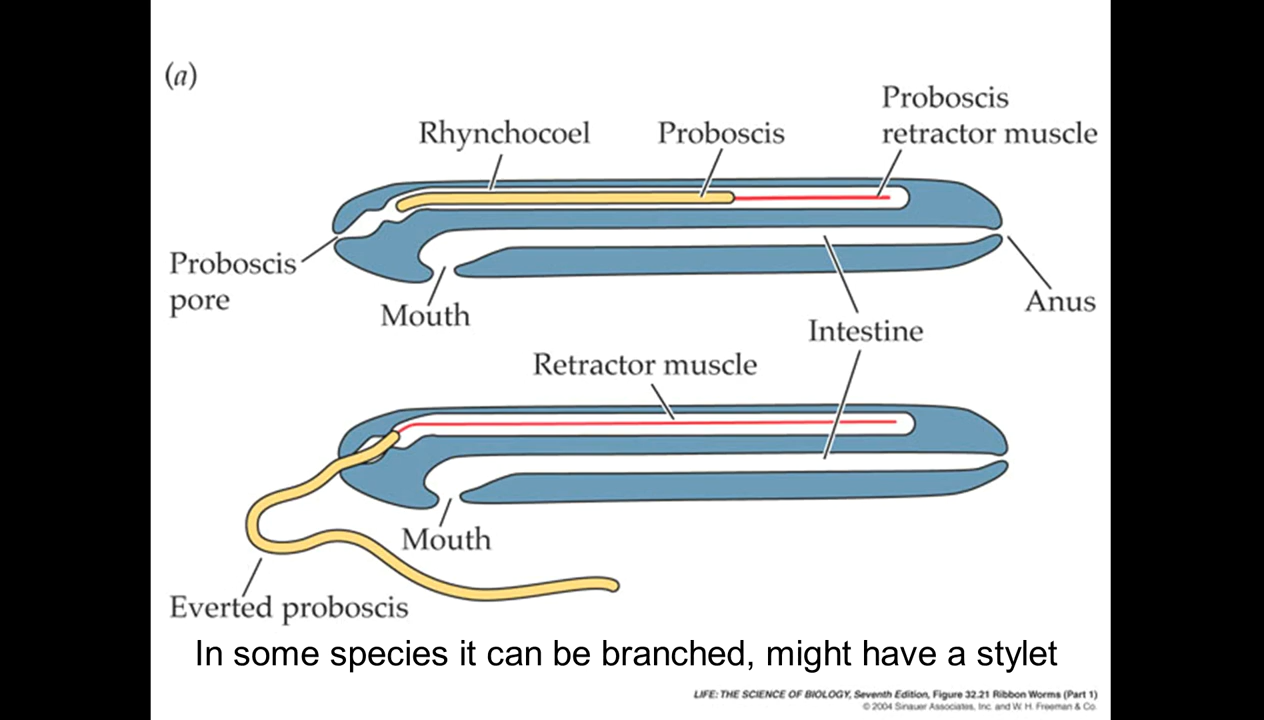 (a)
Proboscis
retractor muscle
Rhynchocoel
Proboscis
Proboscis
pore
Mouth
Anus
Intestine
Retractor muscle
Mouth
Everted proboscis
In some species it can be branched, might have a stylet
LIFE: THE SCIENCE OF BIOLOGY, Seventh Edition, Figure 32.21 Ribbon Worms (Part 1)
© 2004 Sinauer Associates, Inc. and W. H. Freeman & Co.